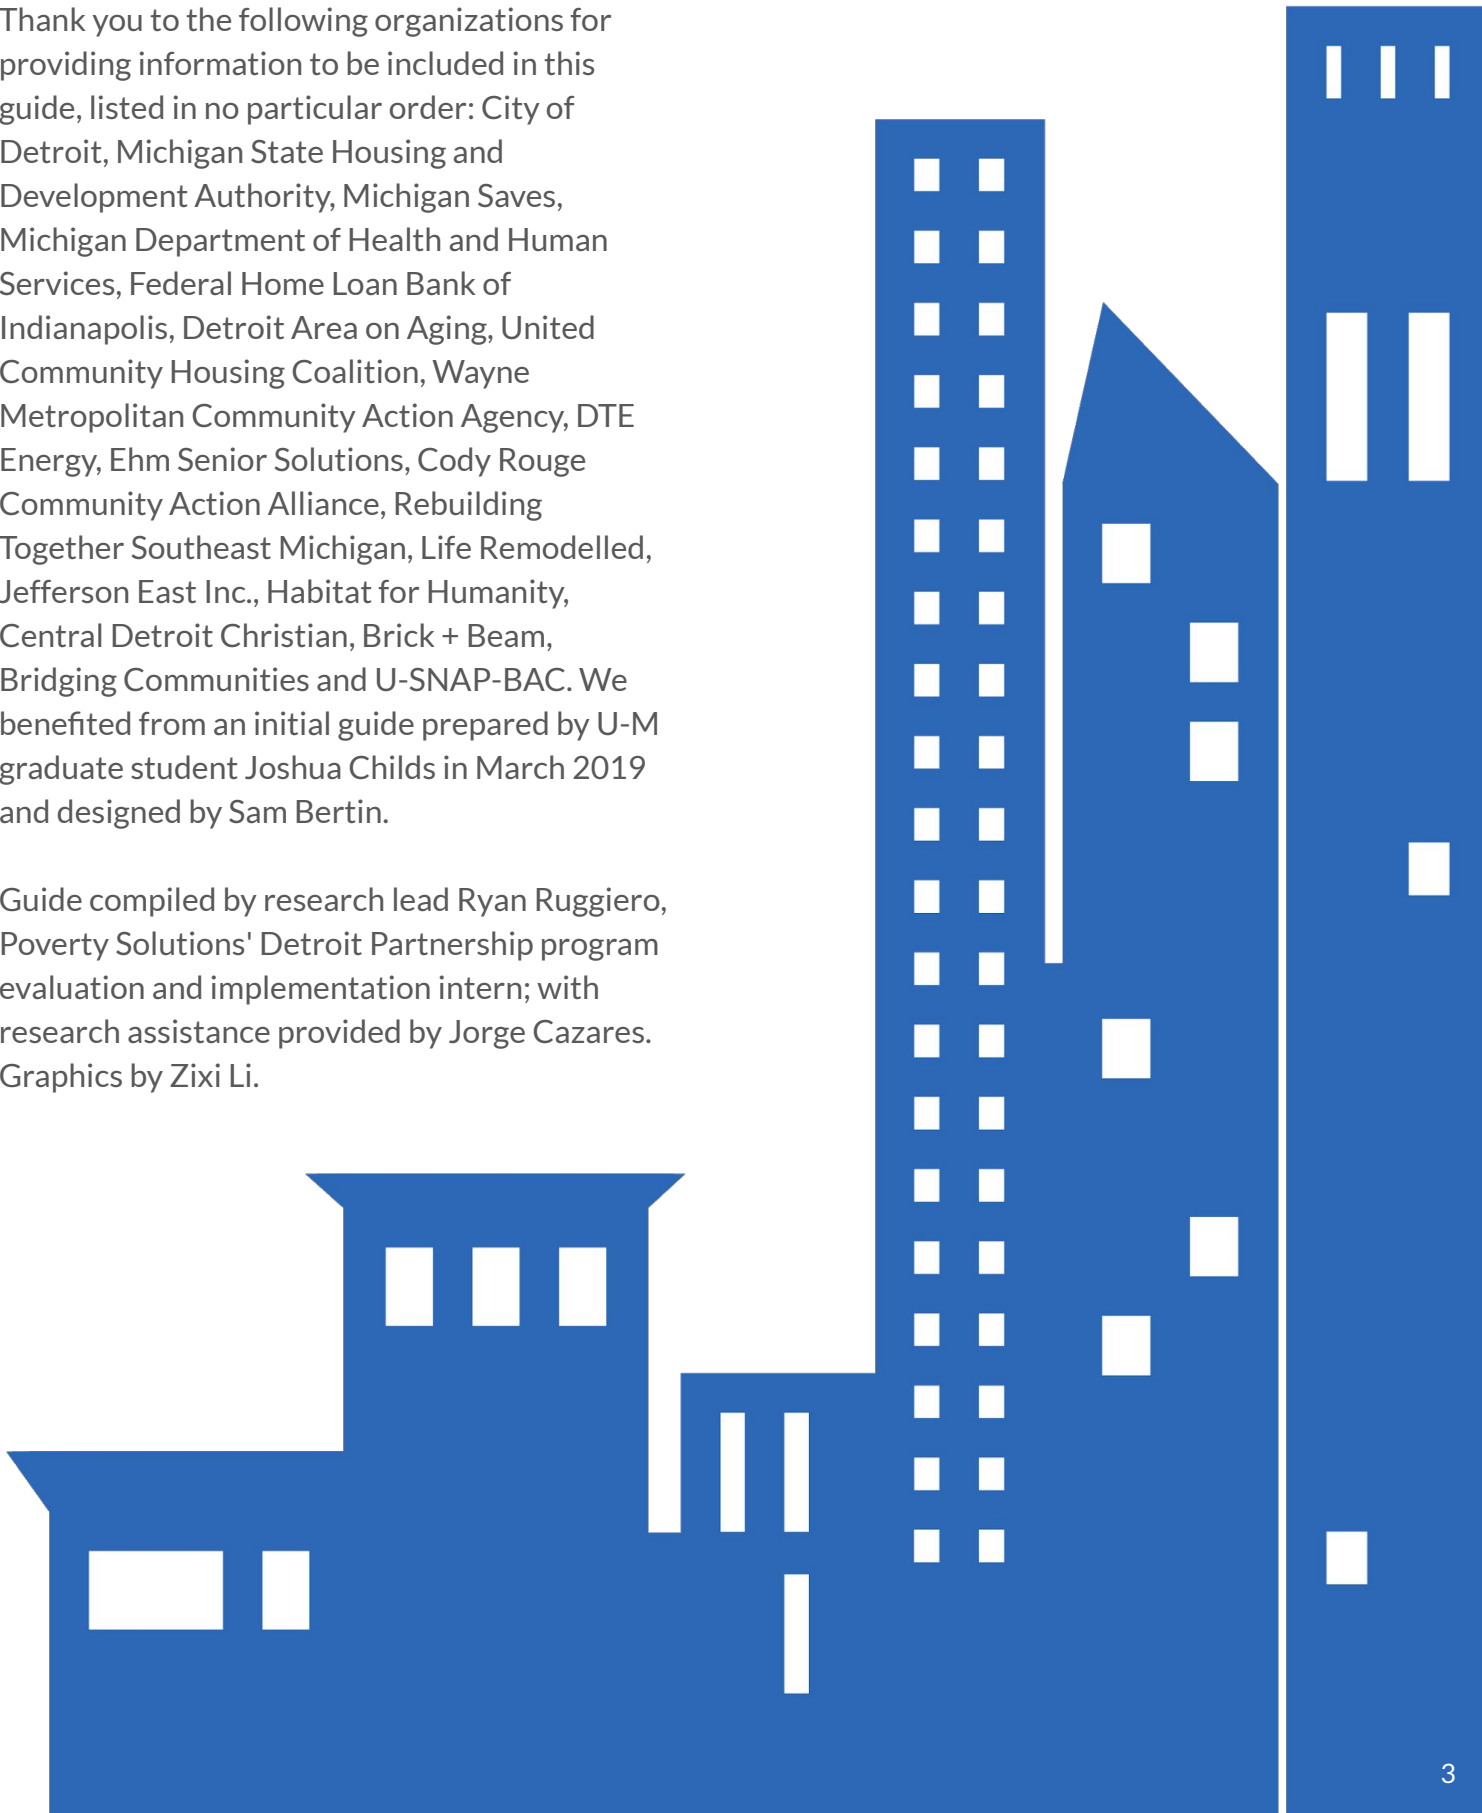 Thank you to the following organizations for
providing information to be included in this
guide, listed in no particular order: City of
Detroit, Michigan State Housing and
Development Authority, Michigan Saves,
Michigan Department of Health and Human
Services, Federal Home Loan Bank of
Indianapolis, Detroit Area on Aging, United
Community Housing Coalition, Wayne
Metropolitan Community Action Agency, DTE
Energy, Ehm Senior Solutions, Cody Rouge
Community Action Alliance, Rebuilding
Together Southeast Michigan, Life Remodelled,
Jefferson East Inc., Habitat for Humanity,
Central Detroit Christian, Brick + Beam,
Bridging Communities and U-SNAP-BAC. We
benefited from an initial guide prepared by U-M
graduate student Joshua Childs in March 2019
and designed by Sam Bertin.
Guide compiled by research lead Ryan Ruggiero,
Poverty Solutions' Detroit Partnership program
evaluation and implementation intern; with
research assistance provided by Jorge Cazares.
Graphics by Zixi Li.
3